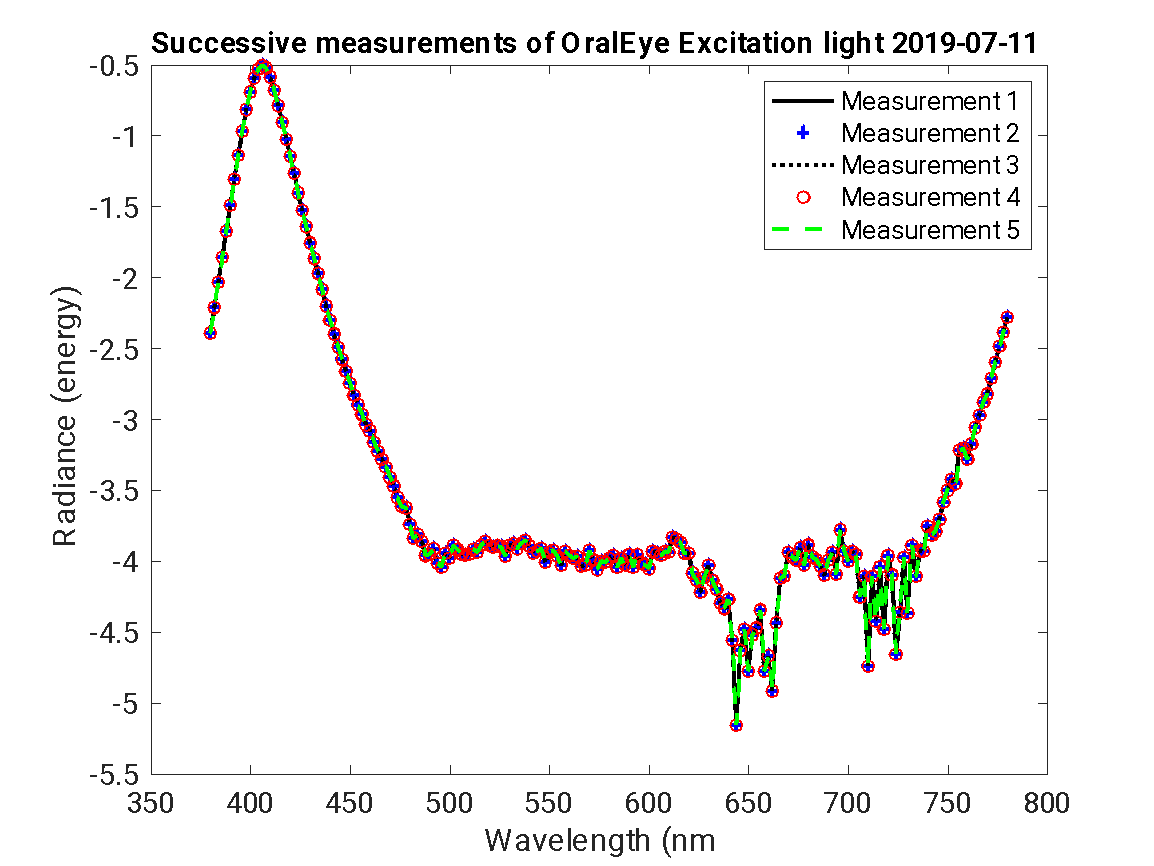 Successive measurements of OralEye Excitation light 2019-07-11
-0.5
-1
-1.5
-2
-2.5
-3
-3.5
-4
-4.5
-5
-5.5
Radiance (energy)
Measurement 1
Measurement 2
Measurement 3
Measurement 4
Measurement 5
350 400 450 500 550 600 650 700 750 800
Wavelength (nm